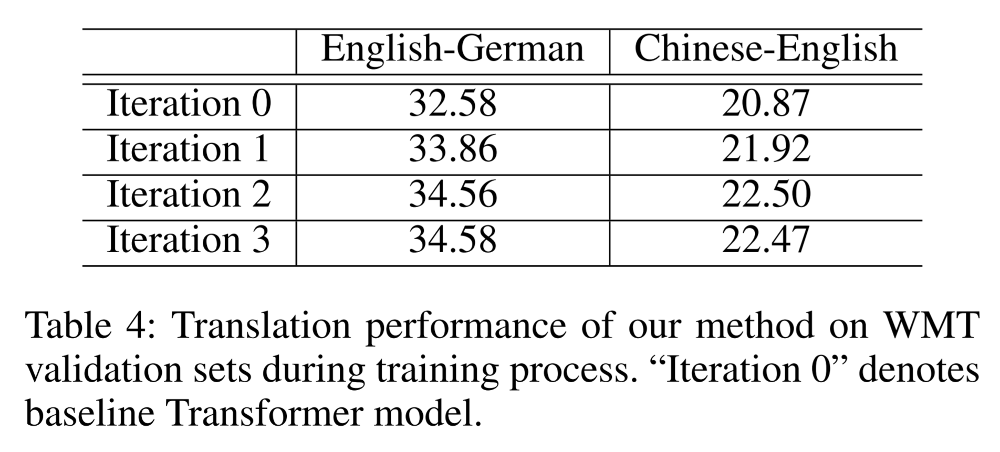 English-German Chinese-English
Iteration 0 32.58 20.87
Iteration 1 33.86 21.92
Iteration 2 34.56 22.50
Iteration 3 34.58 22.47
Table 4: Translation performance of our method on WMT
validation sets during training process. “Iteration 0” denotes
baseline Transformer model.